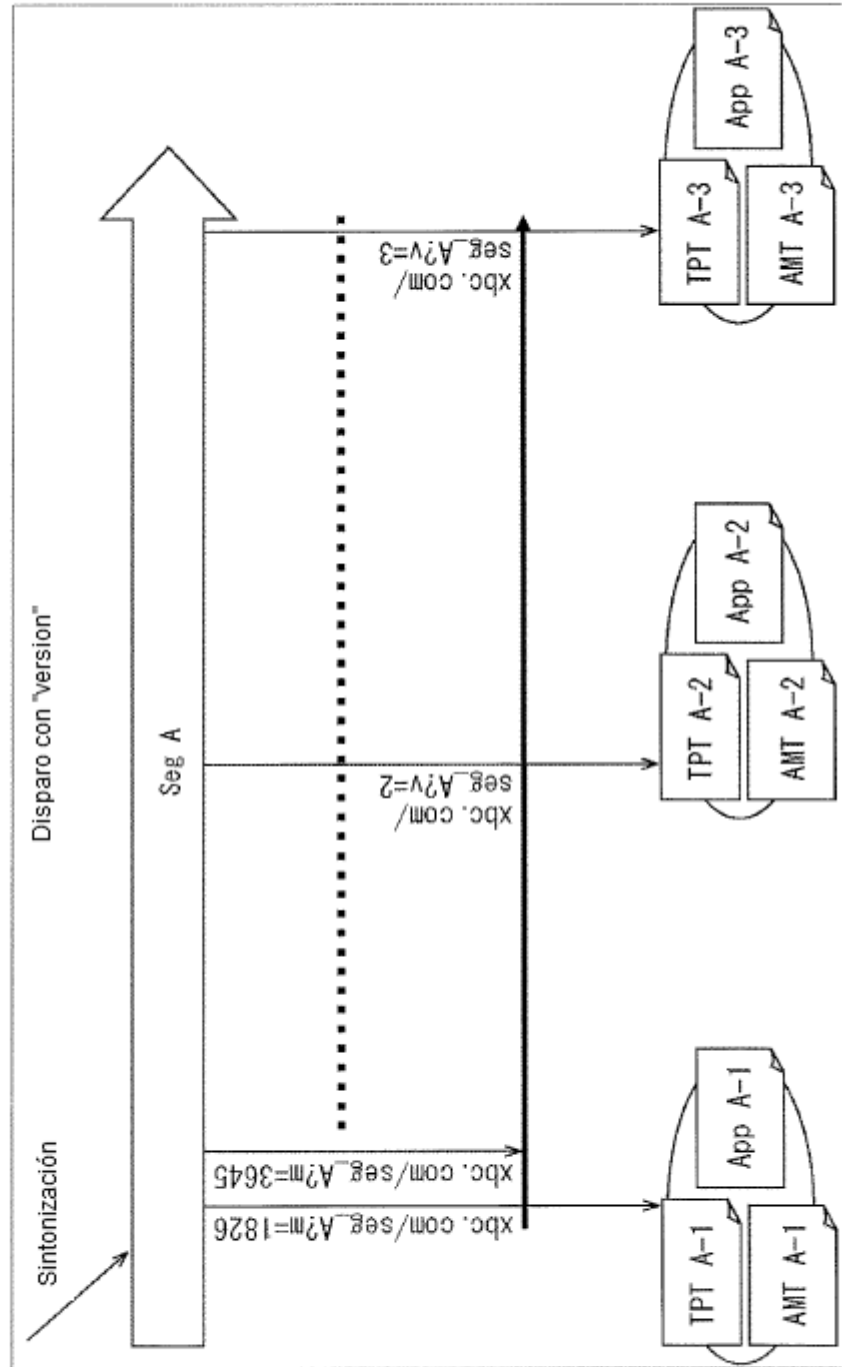 Sintonización
Disparo con "version"
Seg A
xbc.com/seg_A?m=1826
xbc.com/seg_A?m=3645
xbc.com/
seg_A?v=2
xbc.com/
seg_A?v=3
TPT A-1
AMT A-1
App A-1
TPT A-2
AMT A-2
App A-2
TPT A-3
AMT A-3
App A-3